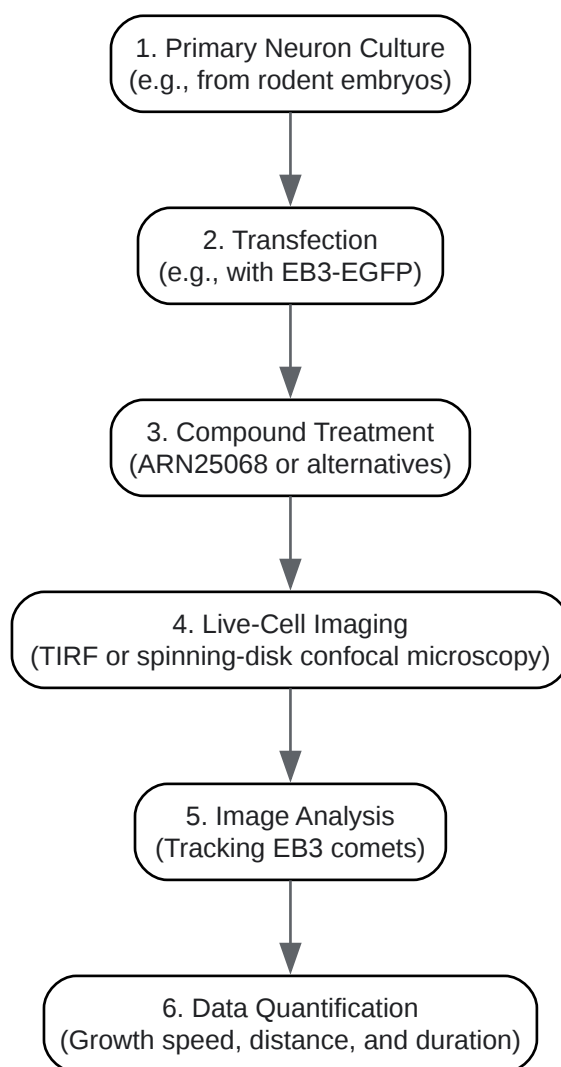 1. Primary Neuron Culture
(e.g., from rodent embryos)
2. Transfection
(e.g., with EB3-EGFP)
3. Compound Treatment
(ARN25068 or alternatives)
4. Live-Cell Imaging
(TIRF or spinning-disk confocal microscopy)
5. Image Analysis
(Tracking EB3 comets)
6. Data Quantification
(Growth speed, distance, and duration)